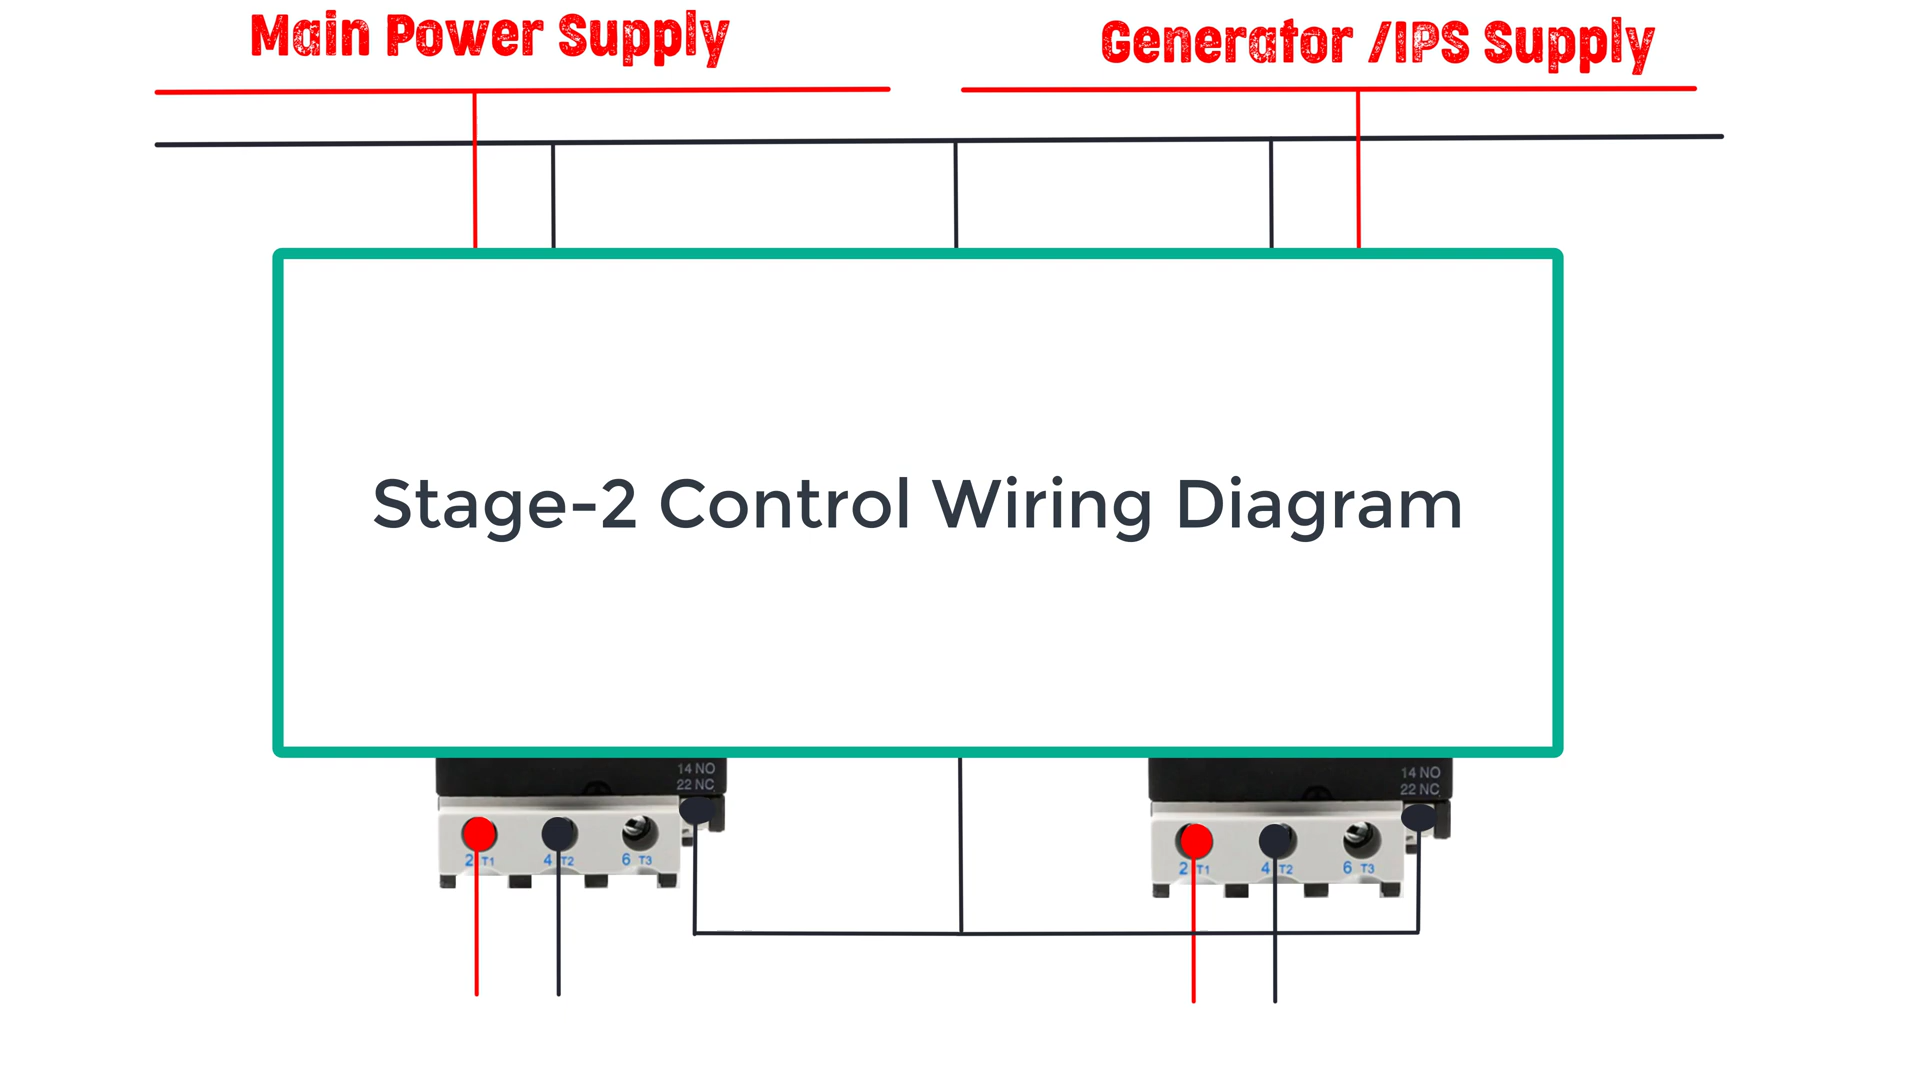 Main Power Supply
Generator /IPS Supply
Stage-2 Control Wiring Diagram
14 NO
22 NC
14 NO
22 NC
2 T1 4 T2 6 T3
2 T1 4 T2 6 T3